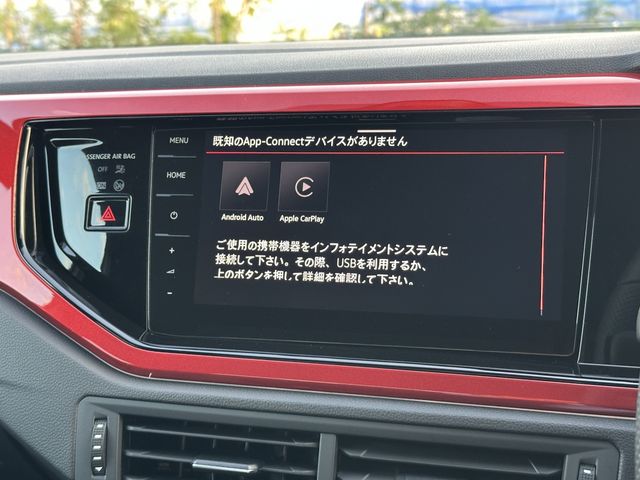 MENU
既知のApp-Connectデバイスがありません
PASSENGER AIR BAG
OFF
ON
HOME
Android Auto
Apple CarPlay
ご使用の携帯機器をインフォテイメントシステムに
接続して下さい。その際、USBを利用するか、
上のボタンを押して詳細を確認して下さい。
+
-